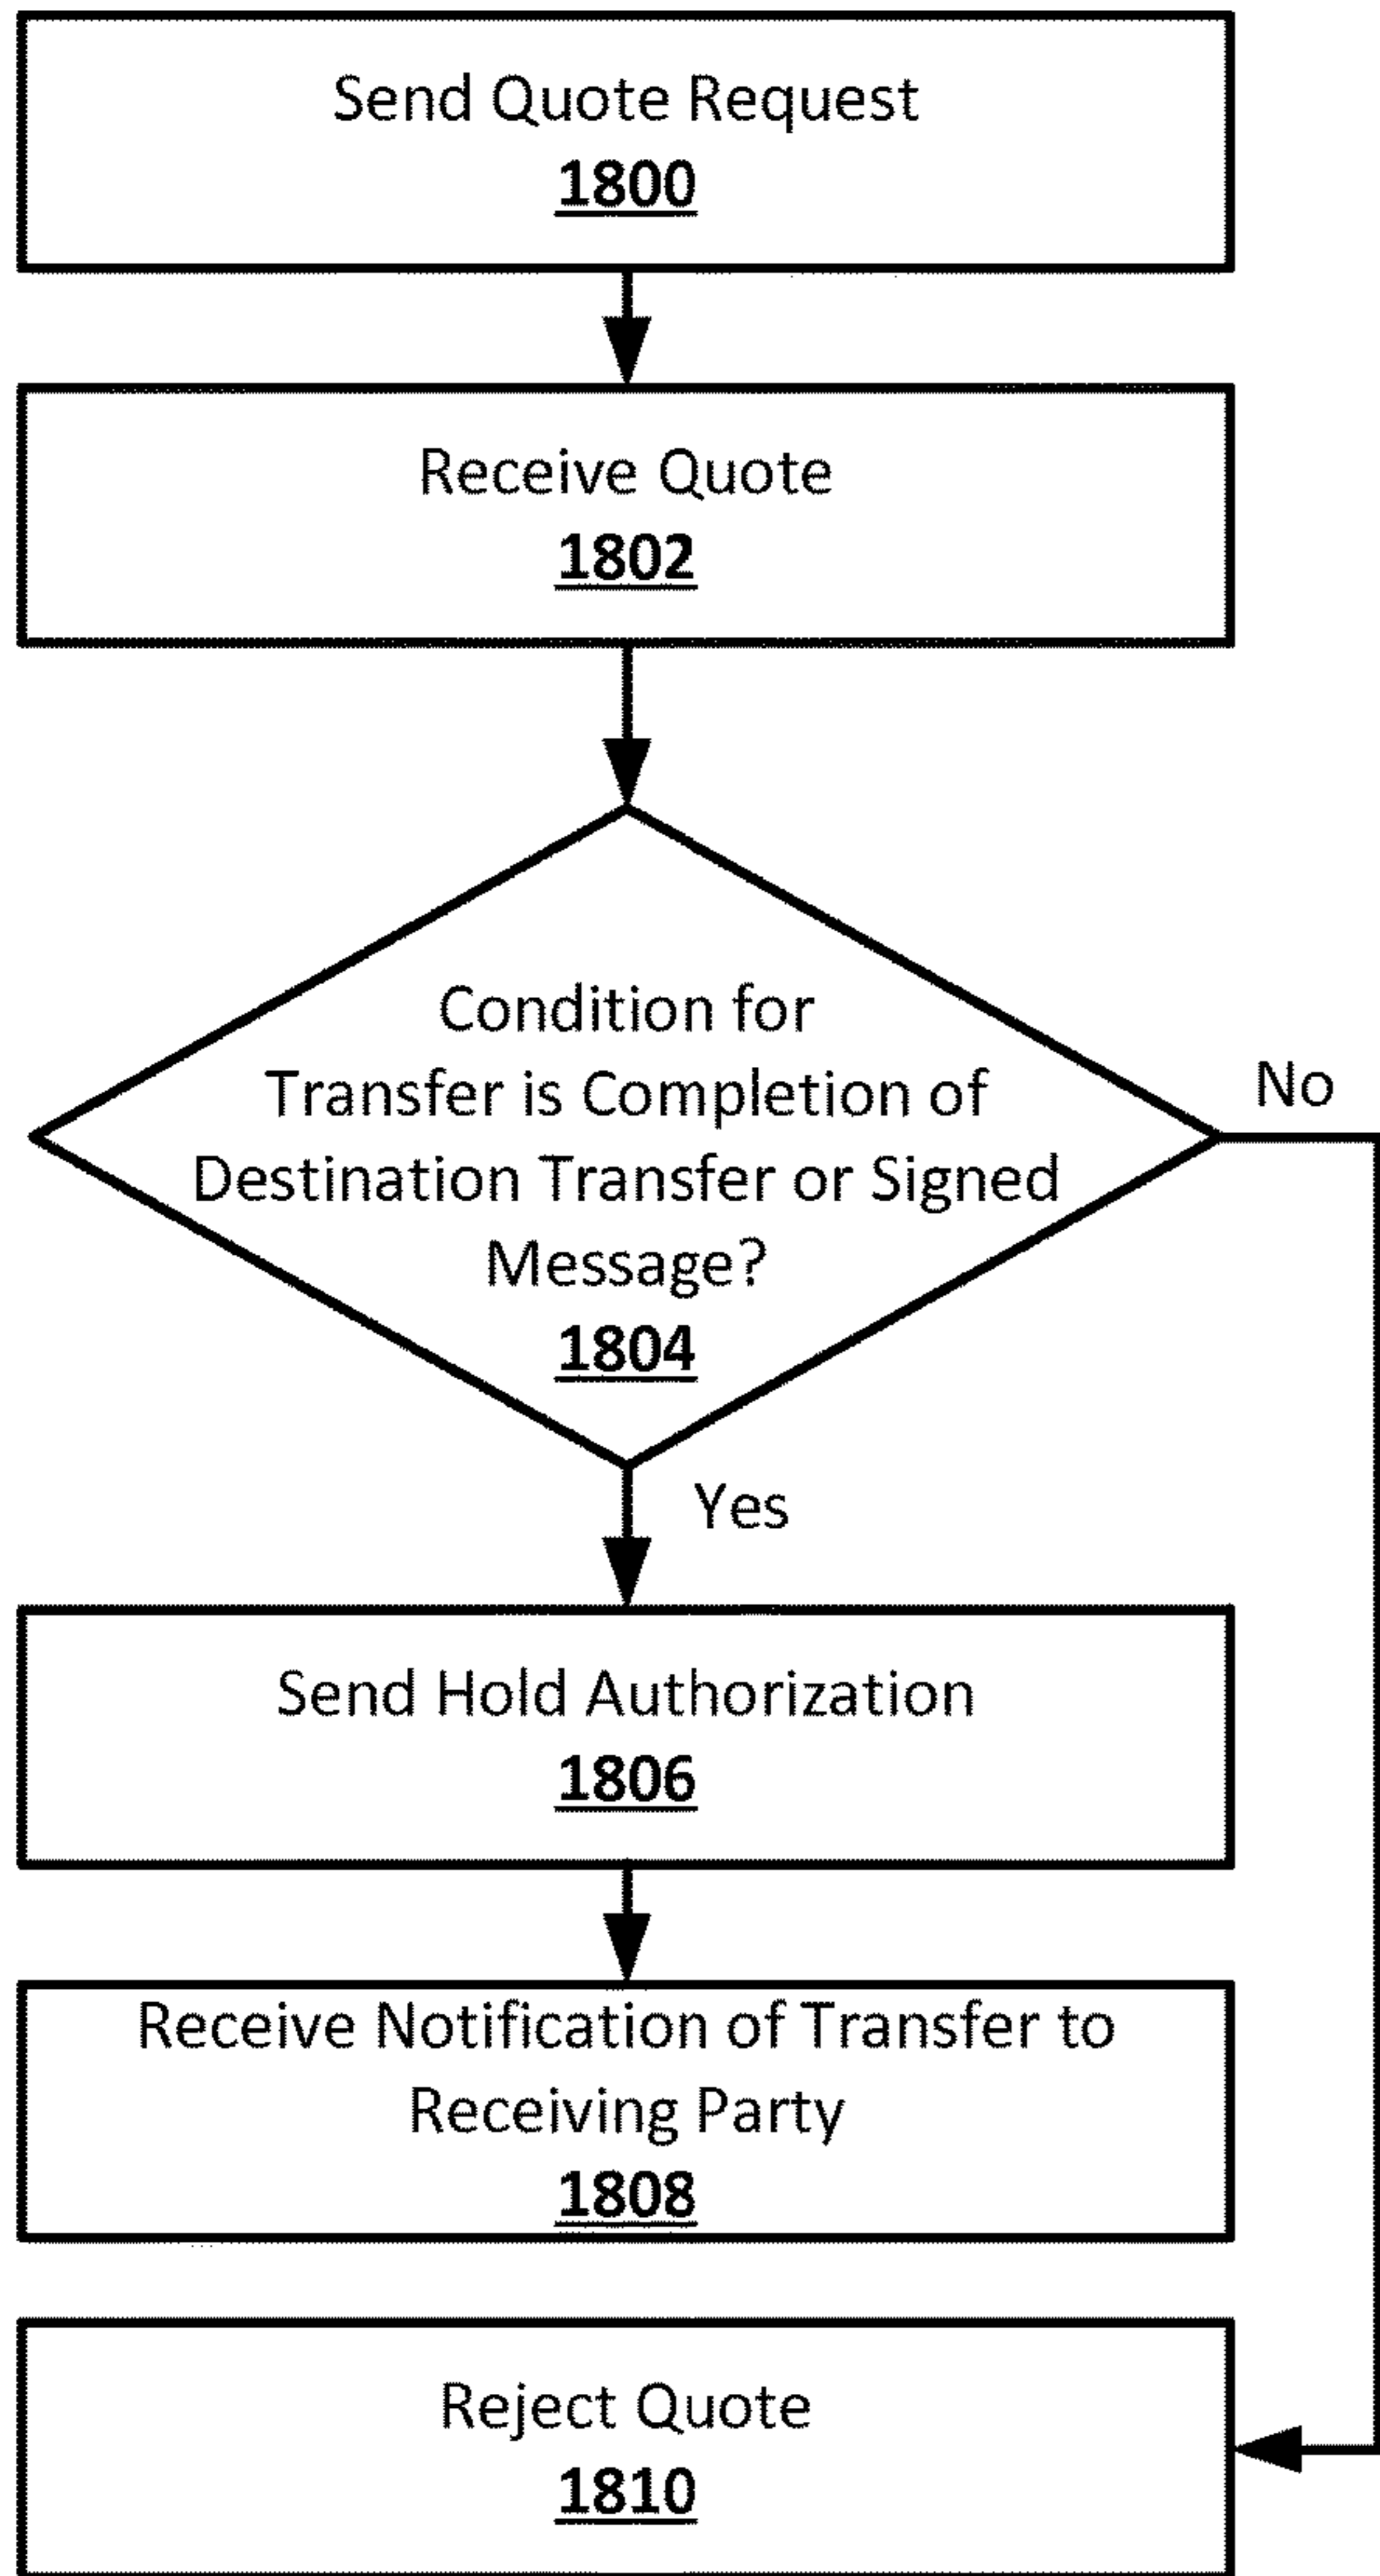 Send Quote Request
1800
Receive Quote
1802
Condition for
Transfer is Completion of
Destination Transfer or Signed
Message?
1804
No
Yes
Send Hold Authorization
1806
Receive Notification of Transfer to
Receiving Party
1808
Reject Quote
1810